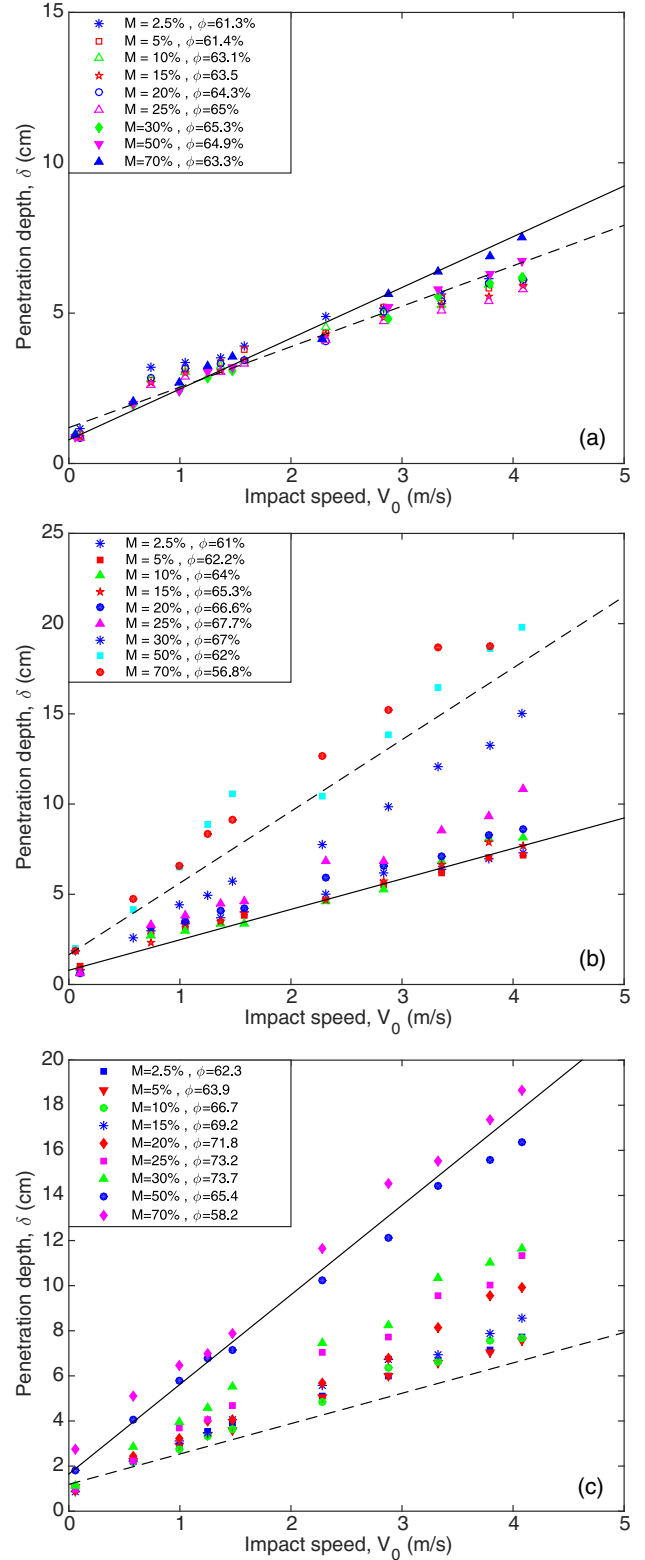 15
10
5
0
Penetration depth, δ (cm)
M = 2.5% , ϕ=61.3%
M = 5% , ϕ=61.4%
M = 10% , ϕ=63.1%
M = 15% , ϕ=63.5
M = 20% , ϕ=64.3%
M = 25% , ϕ=65%
M=30% , ϕ=65.3%
M=50% , ϕ=64.9%
M=70% , ϕ=63.3%
(a)
0 1 2 3 4 5
Impact speed, V0 (m/s)
25
20
15
10
5
0
Penetration depth, δ (cm)
M = 2.5% , ϕ=61%
M = 5% , ϕ=62.2%
M = 10% , ϕ=64%
M = 15% , ϕ=65.3%
M = 20% , ϕ=66.6%
M = 25% , ϕ=67.7%
M = 30% , ϕ=67%
M = 50% , ϕ=62%
M = 70% , ϕ=56.8%
(b)
0 1 2 3 4 5
Impact speed, V0 (m/s)
20
18
16
14
12
10
8
6
4
2
0
Penetration depth, δ (cm)
M=2.5% , ϕ=62.3
M=5% , ϕ=63.9
M=10% , ϕ=66.7
M=15% , ϕ=69.2
M=20% , ϕ=71.8
M=25% , ϕ=73.2
M=30% , ϕ=73.7
M=50% , ϕ=65.4
M=70% , ϕ=58.2
(c)
0 1 2 3 4 5
Impact speed, V0 (m/s)